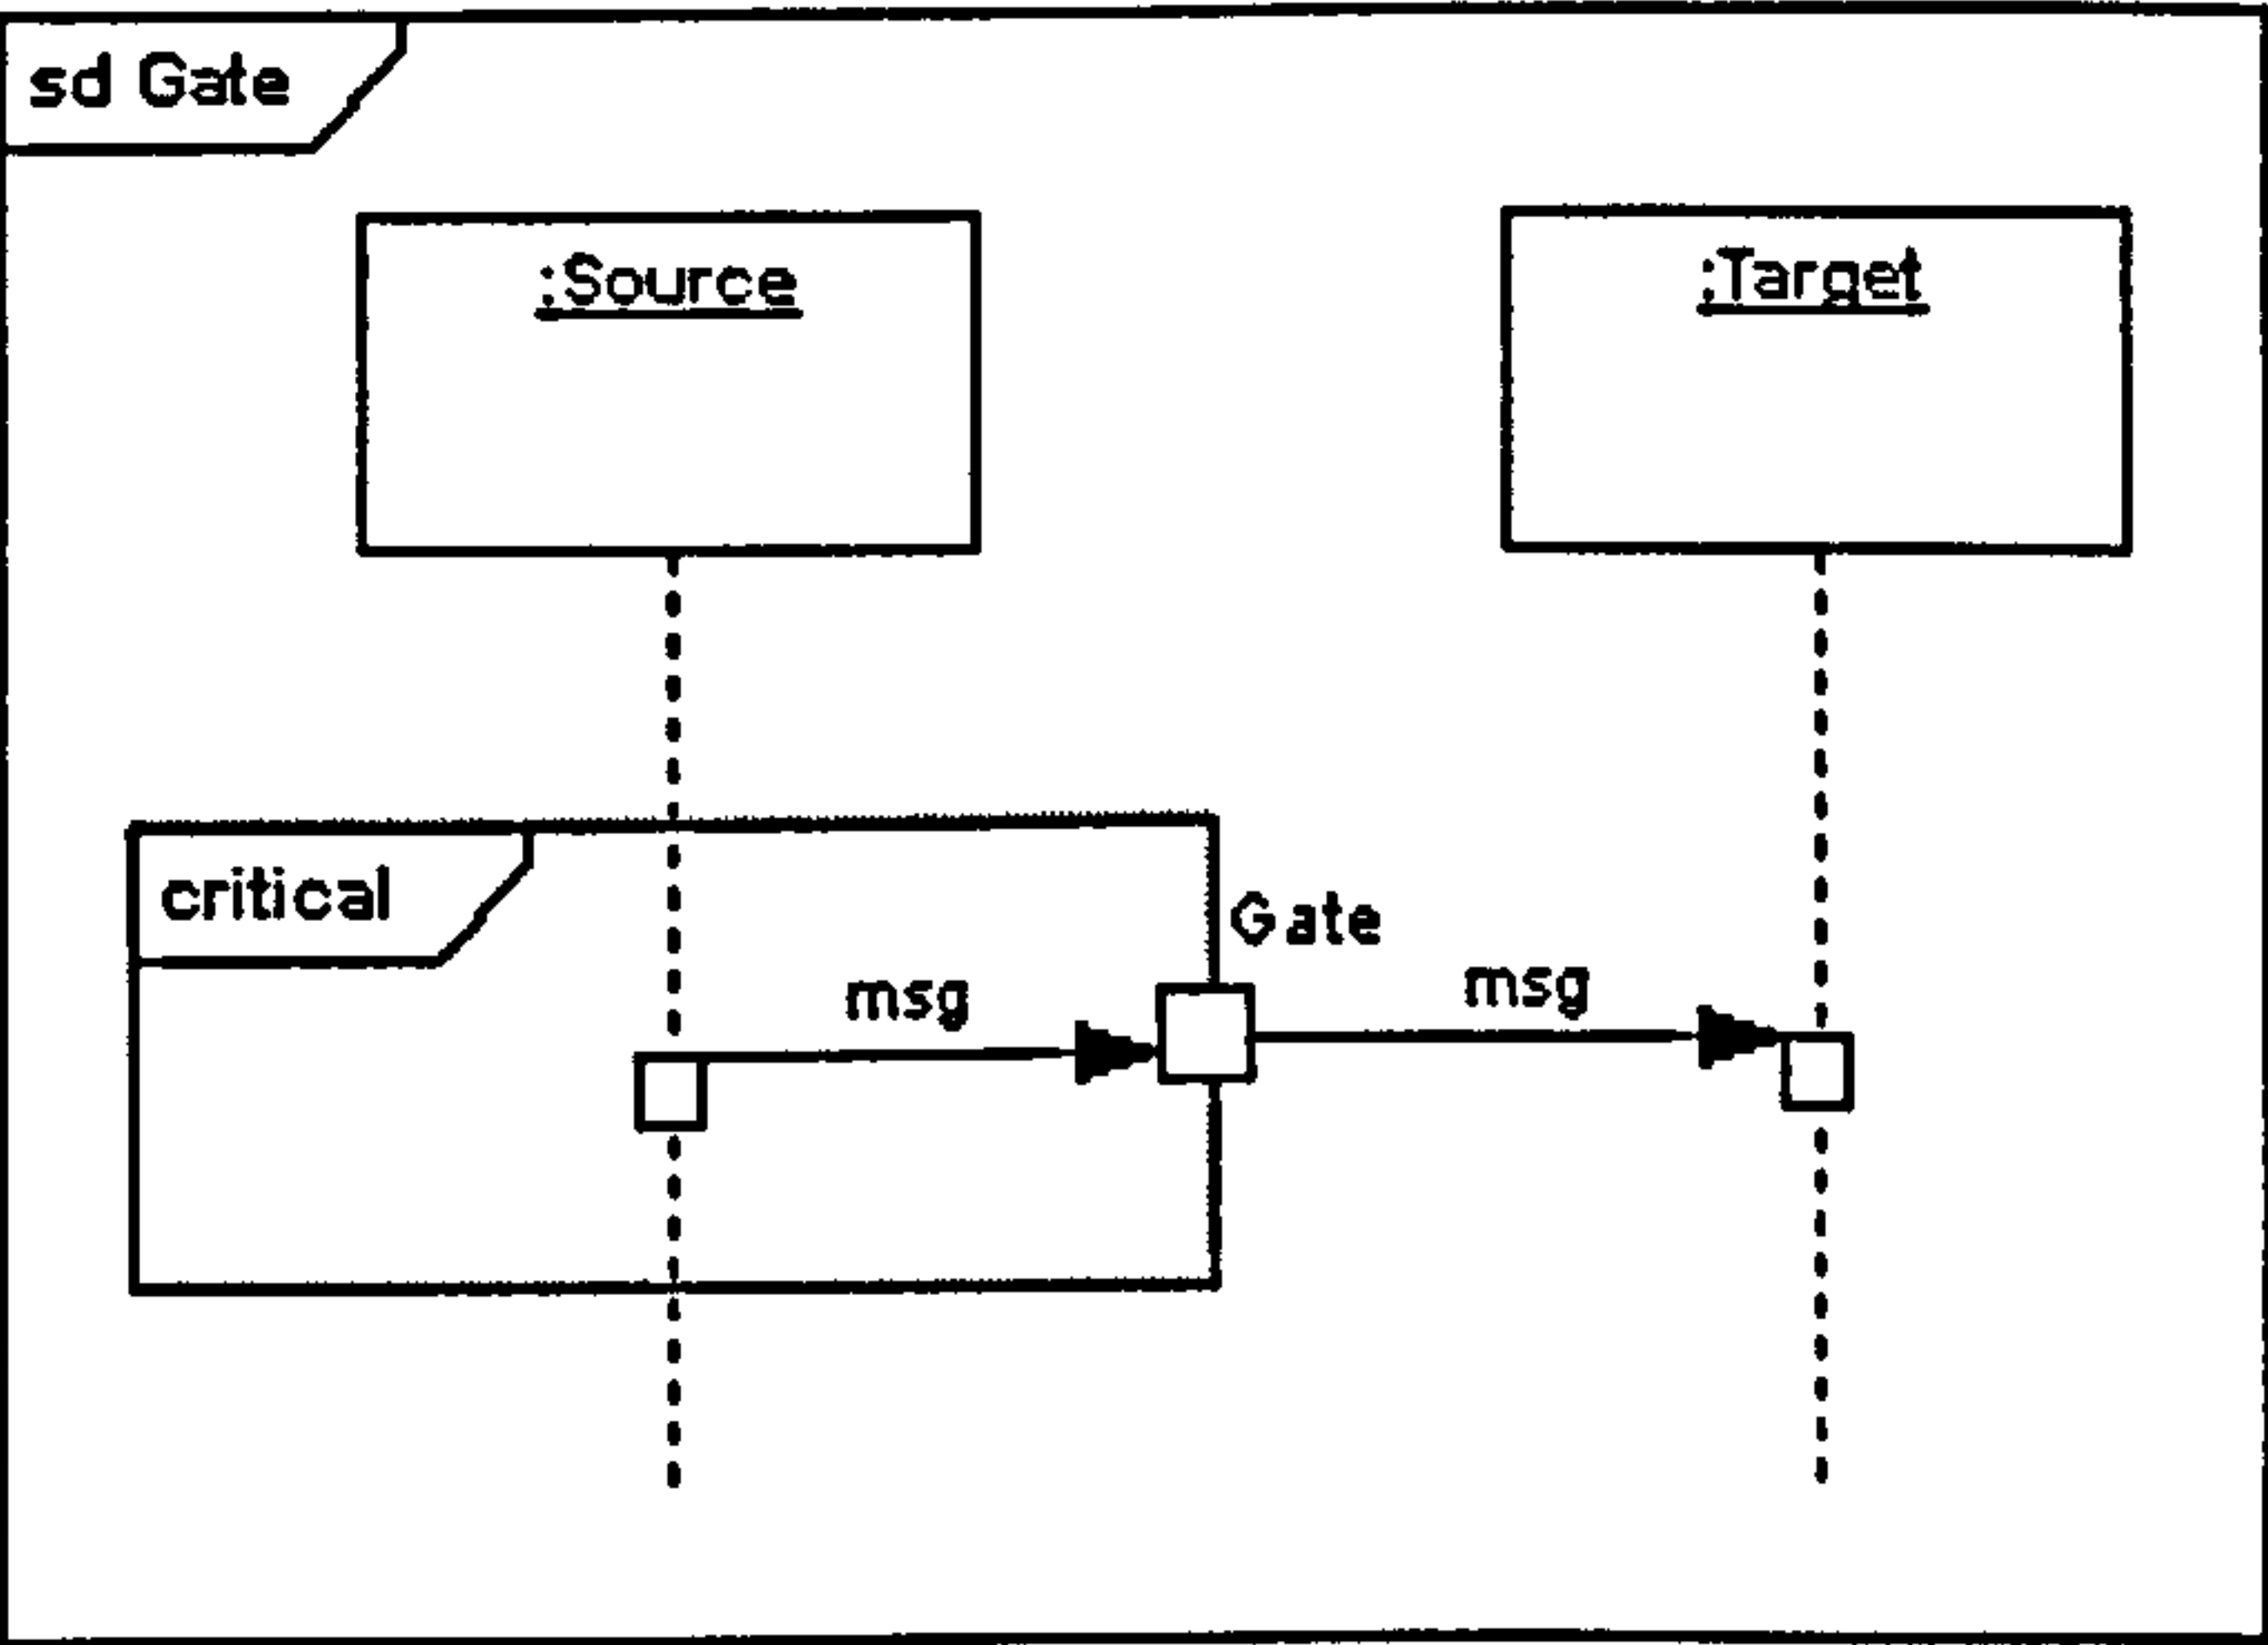 sd Gate
:Source
:Target
critical
Gate
msg
msg